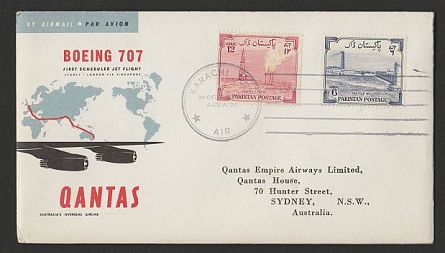 BY AIRMAIL • PAR AVION
BOEING 707
FIRST SCHEDULED JET FLIGHT
SYDNEY - LONDON VIA SINGAPORE
QANTAS
AUSTRALIA'S OVERSEAS AIRLINE
KARACHI
AIR
12
پاکستان ڈاک
PAKISTAN POSTAGE
پاکستان ڈاک
6
PAKISTAN POSTAGE
Qantas Empire Airways Limited,
Qantas House,
70 Hunter Street,
SYDNEY, N.S.W.,
Australia.